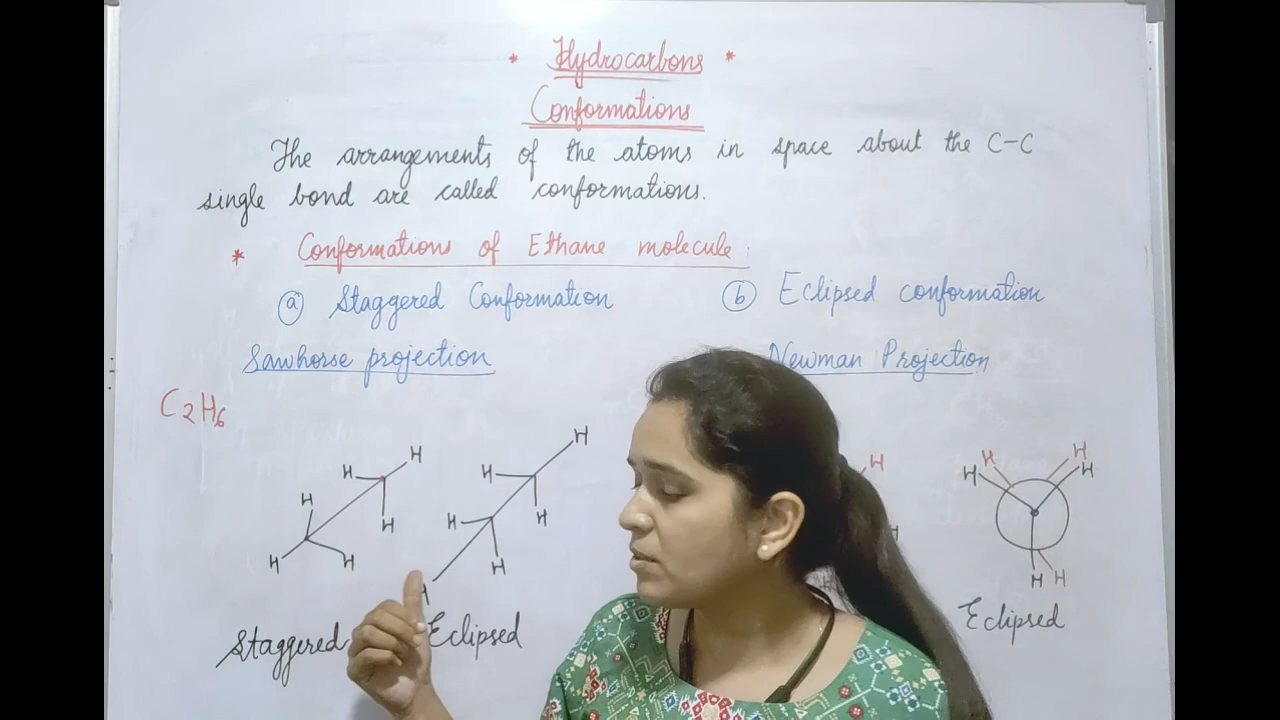 * Hydrocarbons *
Conformations
The arrangements of the atoms in space about the C-C
single bond are called conformations.
* Conformations of Ethane molecule:
(a) Staggered Conformation
(b) Eclipsed conformation
Sawhorse projection
Newman Projection
C2H6
H H H H H H
H H H H H H
H H
H H H
H H H
Staggered
Eclipsed
Eclipsed